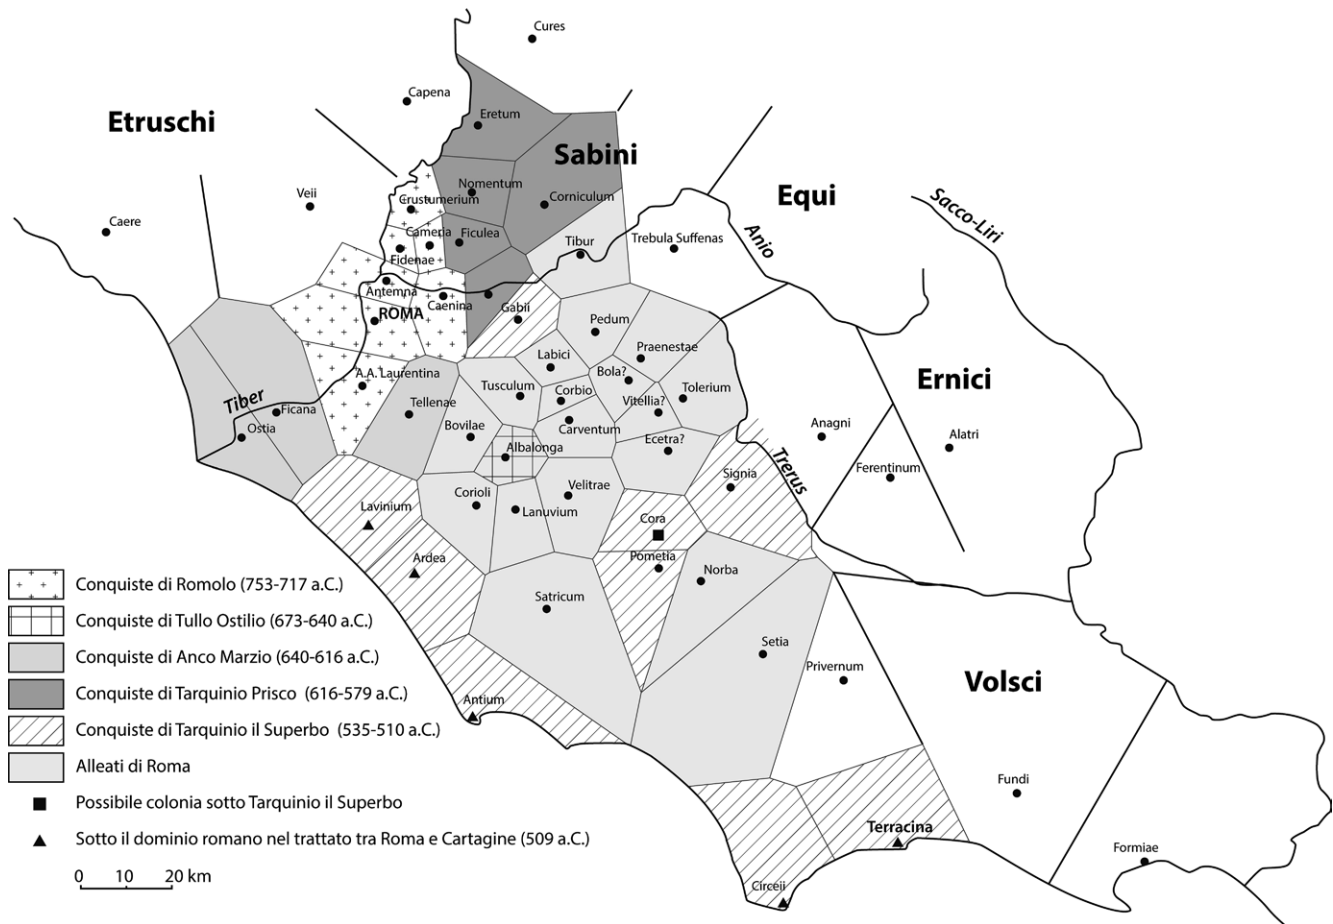 Cures
Capena
Etruschi
Eretum
Sabini
Veii
Nomentum
Crustumerium
Corniculum
Equi
Sacco-Liri
Caere
Cameria
Ficulea
Tibur
Trebula Suffenas
Anio
Fidenae
Antemna
Caenina
Gabii
ROMA
Pedum
Labici
Praenestae
A.A. Laurentina
Bola?
Ernici
Tusculum
Corbio
Tolerium
Tiber
Ficana
Tellenae
Vitellia?
Ostia
Bovilae
Carventum
Anagni
Albalonga
Ecetra?
Alatri
Ferentinum
Signia
Trerus
Lavinium
Corioli
Velitrae
Lanuvium
Cora
Ardea
Pometia
Norba
Satricum
Setia
Privernum
Volsci
Antium
Fundi
Terracina
Formiae
Circeii
Conquiste di Romolo (753-717 a.C.)
Conquiste di Tullo Ostilio (673-640 a.C.)
Conquiste di Anco Marzio (640-616 a.C.)
Conquiste di Tarquinio Prisco (616-579 a.C.)
Conquiste di Tarquinio il Superbo (535-510 a.C.)
Alleati di Roma
Possibile colonia sotto Tarquinio il Superbo
Sotto il dominio romano nel trattato tra Roma e Cartagine (509 a.C.)
0 10 20 km